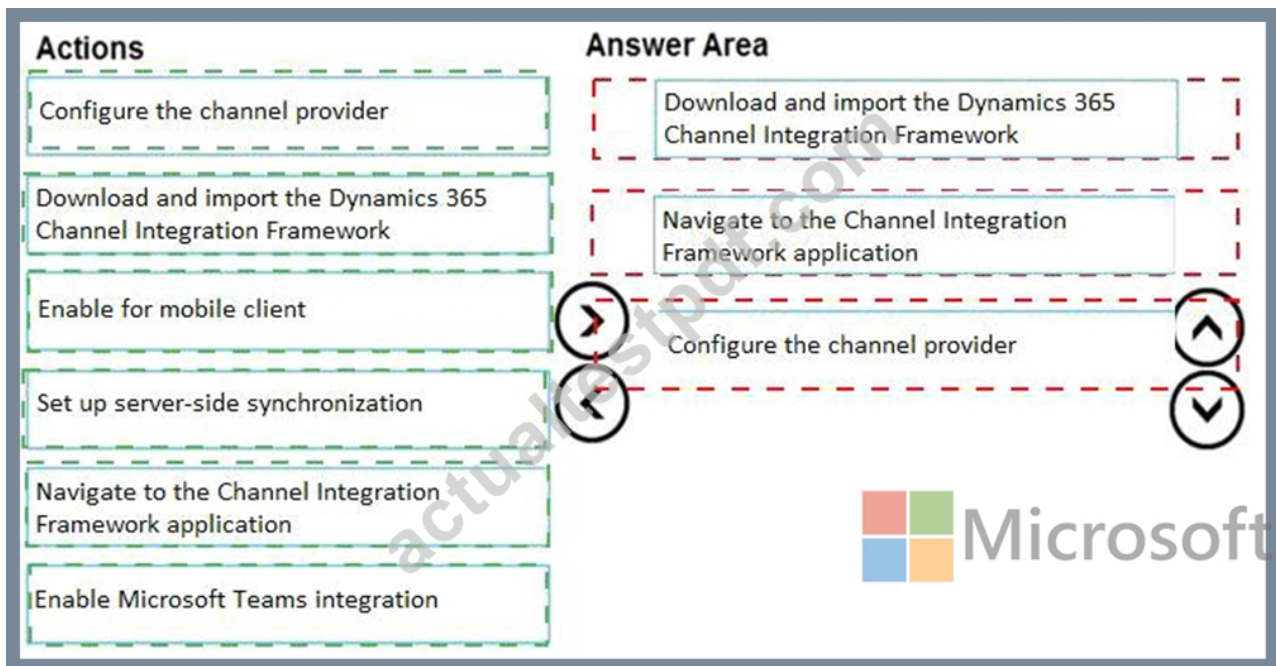 Actions
Configure the channel provider
Download and import the Dynamics 365
Channel Integration Framework
Enable for mobile client
Set up server-side synchronization
Navigate to the Channel Integration
Framework application
Enable Microsoft Teams integration
Answer Area
Download and import the Dynamics 365
Channel Integration Framework
Navigate to the Channel Integration
Framework application
Configure the channel provider
Microsoft
actualtestpdf.com